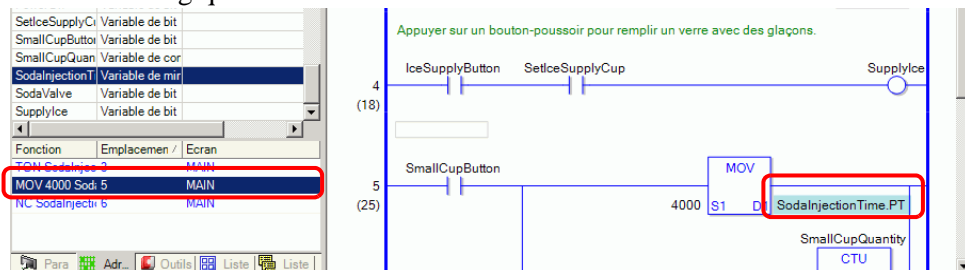 SetIceSupplyCi Variable de bit
SmallCupButto Variable de bit
SmallCupQuan Variable de cor
SodaInjectionT Variable de mir
SodaValve Variable de bit
SupplyIce Variable de bit
Fonction Emplacemen / Ecran
TON SodaInjec 3 MAIN
MOV 4000 Soda 5 MAIN
NC SodaInjectio 6 MAIN
Para Adr... Outils Liste Liste
Appuyer sur un bouton-poussoir pour remplir un verre avec des glaçons.
IceSupplyButton SetIceSupplyCup SupplyIce
4
(18)
SmallCupButton MOV
5
(25) 4000 S1 D1 SodaInjectionTime.PT
SmallCupQuantity
CTU